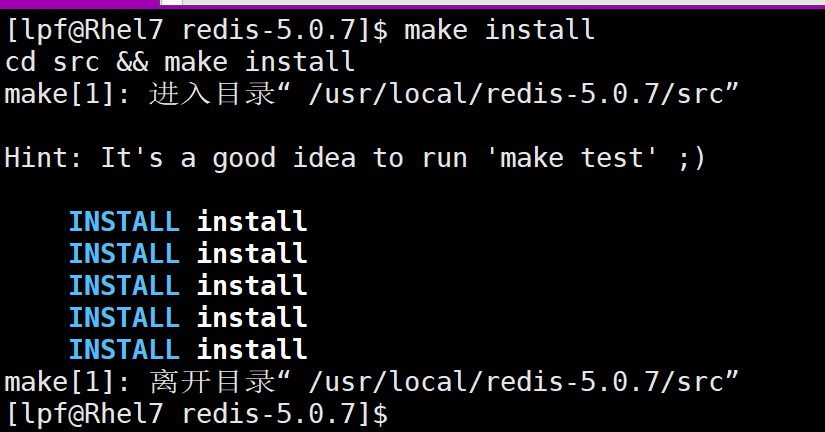 [lpf@Rhel7 redis-5.0.7]$ make install
cd src && make install
make[1]: 进入目录“ /usr/local/redis-5.0.7/src”
Hint: It's a good idea to run 'make test' ;)
INSTALL install
INSTALL install
INSTALL install
INSTALL install
INSTALL install
make[1]: 离开目录“ /usr/local/redis-5.0.7/src”
[lpf@Rhel7 redis-5.0.7]$